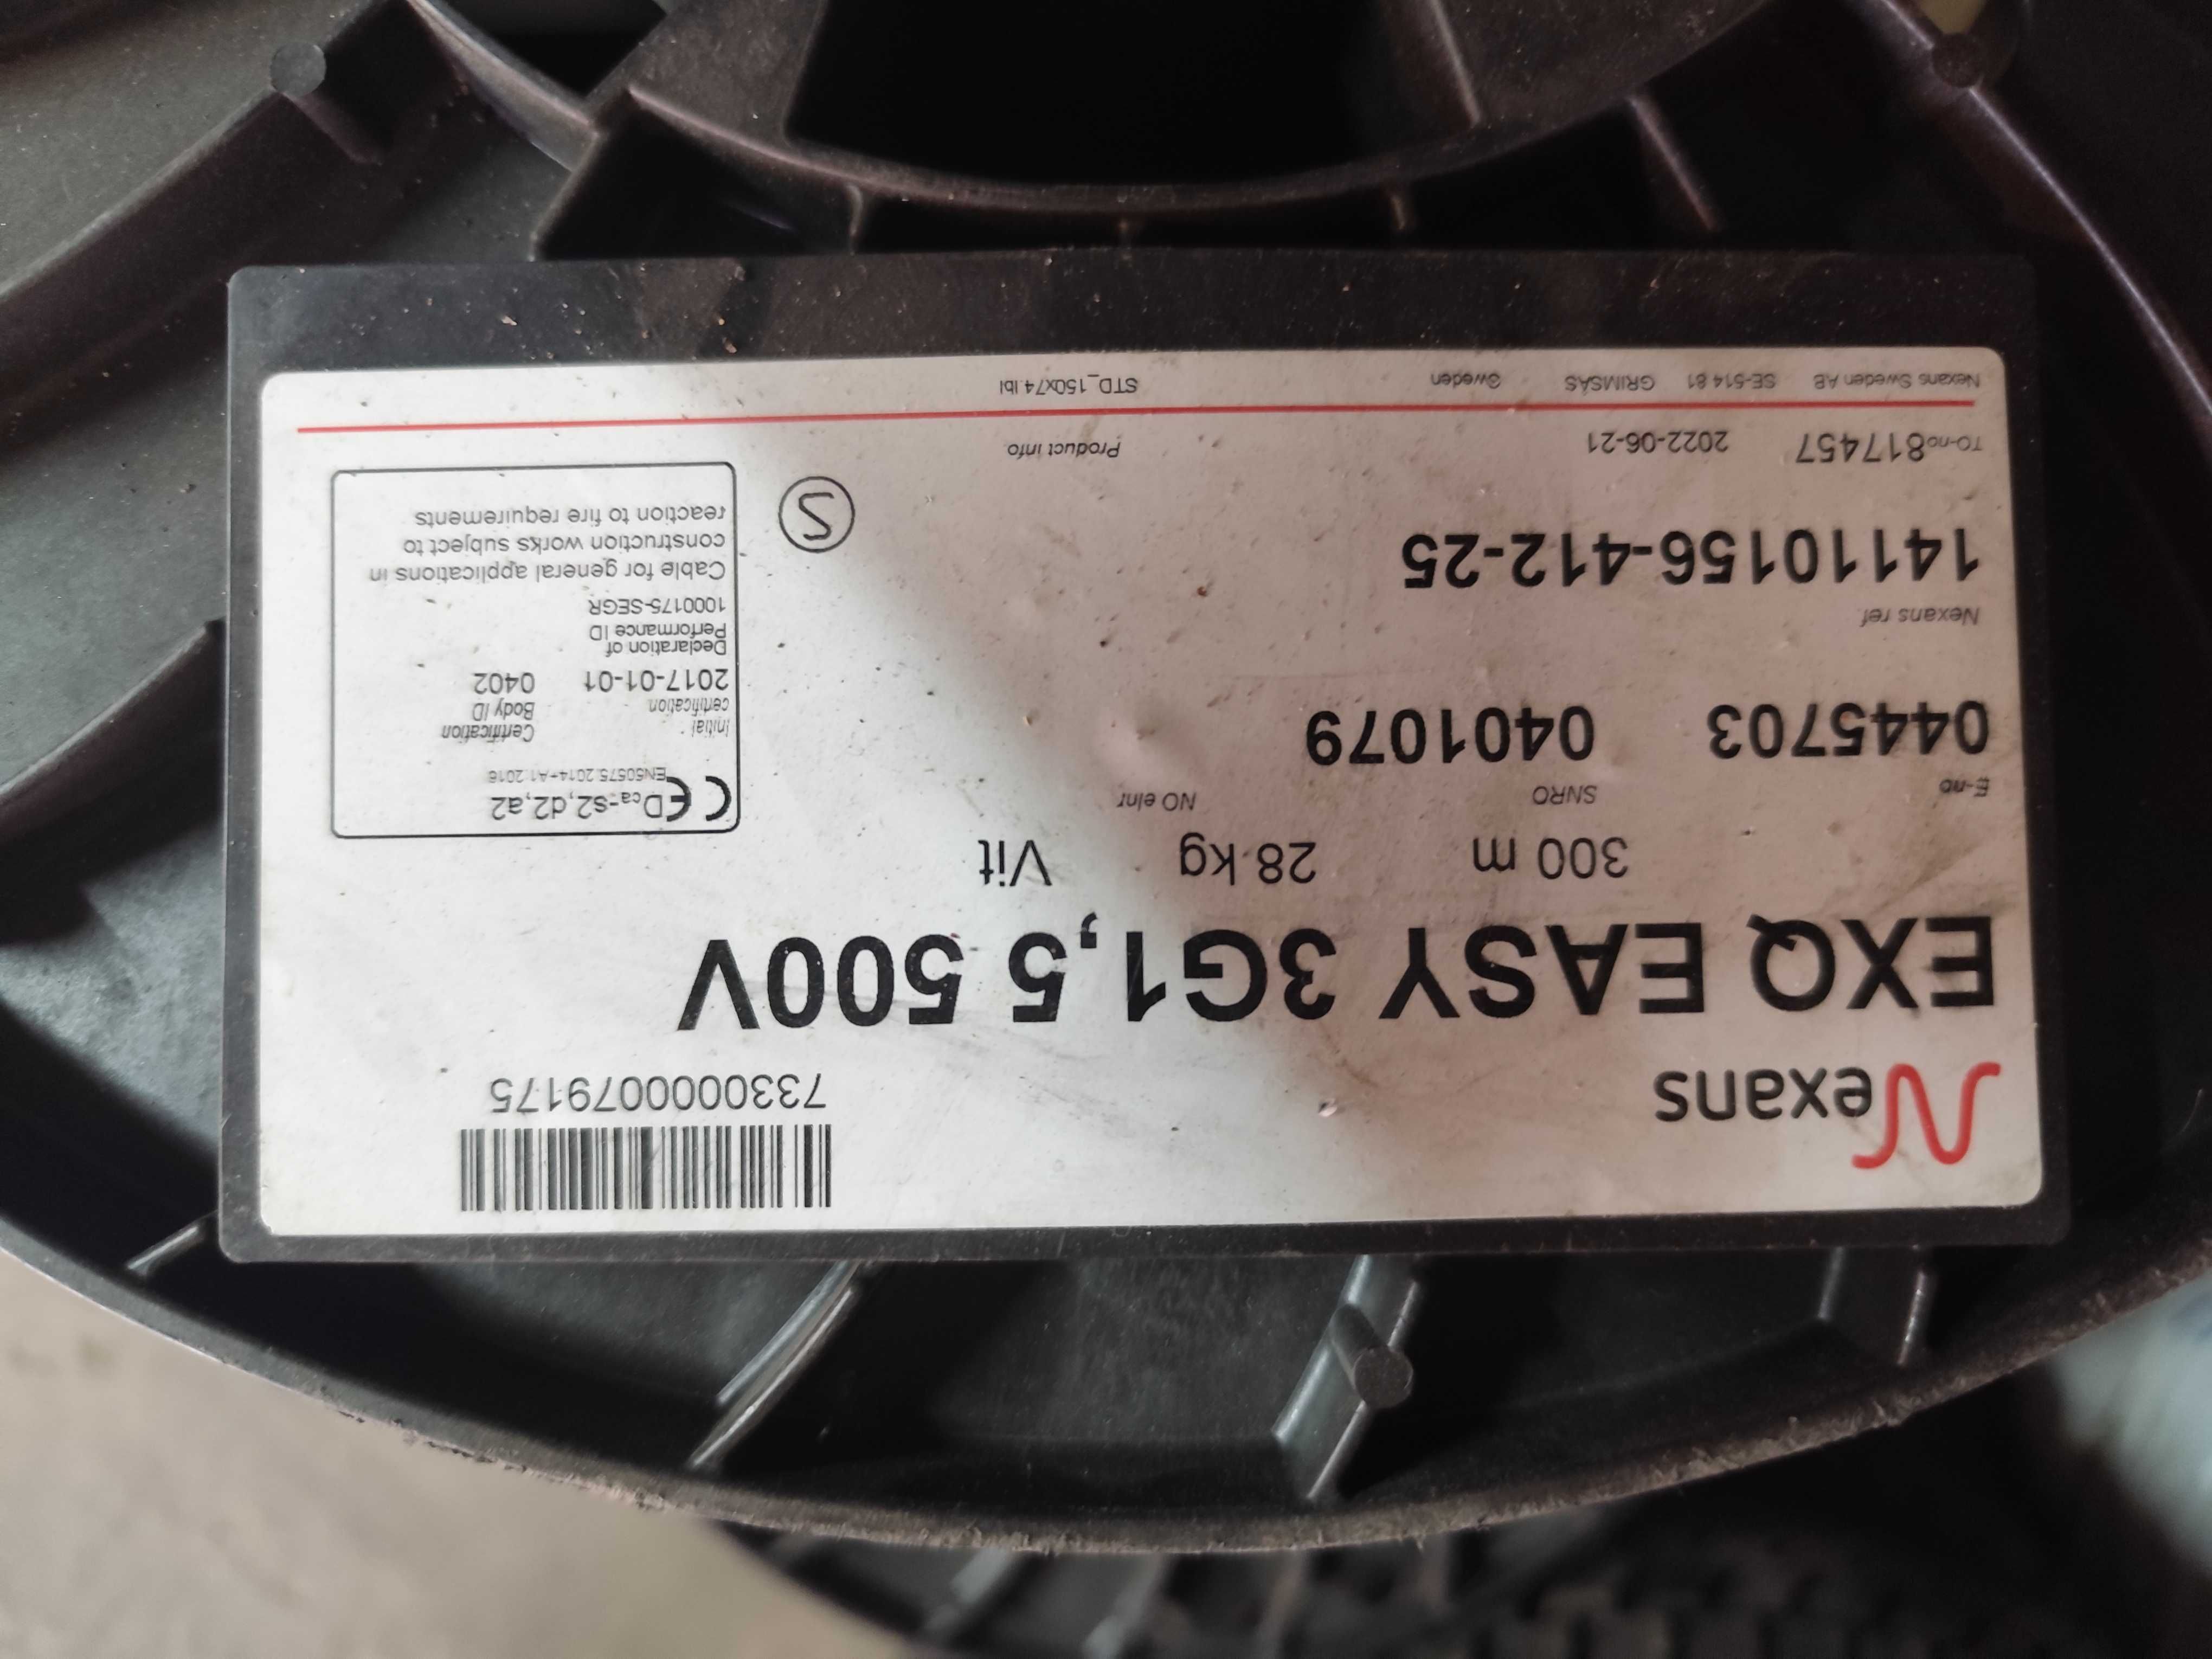 Nexans
7330000079175
EXQ EASY 3G1,5 500V
300 m 28 kg Vit
E-no SNRO NO elnr
0445703 0401079
Nexans ref.
14110156-412-25
TO-no 817457 2022-06-21 Product info.
CE Dca-s2,d2,a2
EN50575:2014+A1:2016
Initial certification Certification Body ID
2017-01-01 0402
Declaration of
Performance ID
1000175-SEGR
Cable for general applications in
construction works subject to
reaction to fire requirements
S
Nexans Sweden AB SE-514 81 GRIMSÅS Sweden STD_150x74.lbl